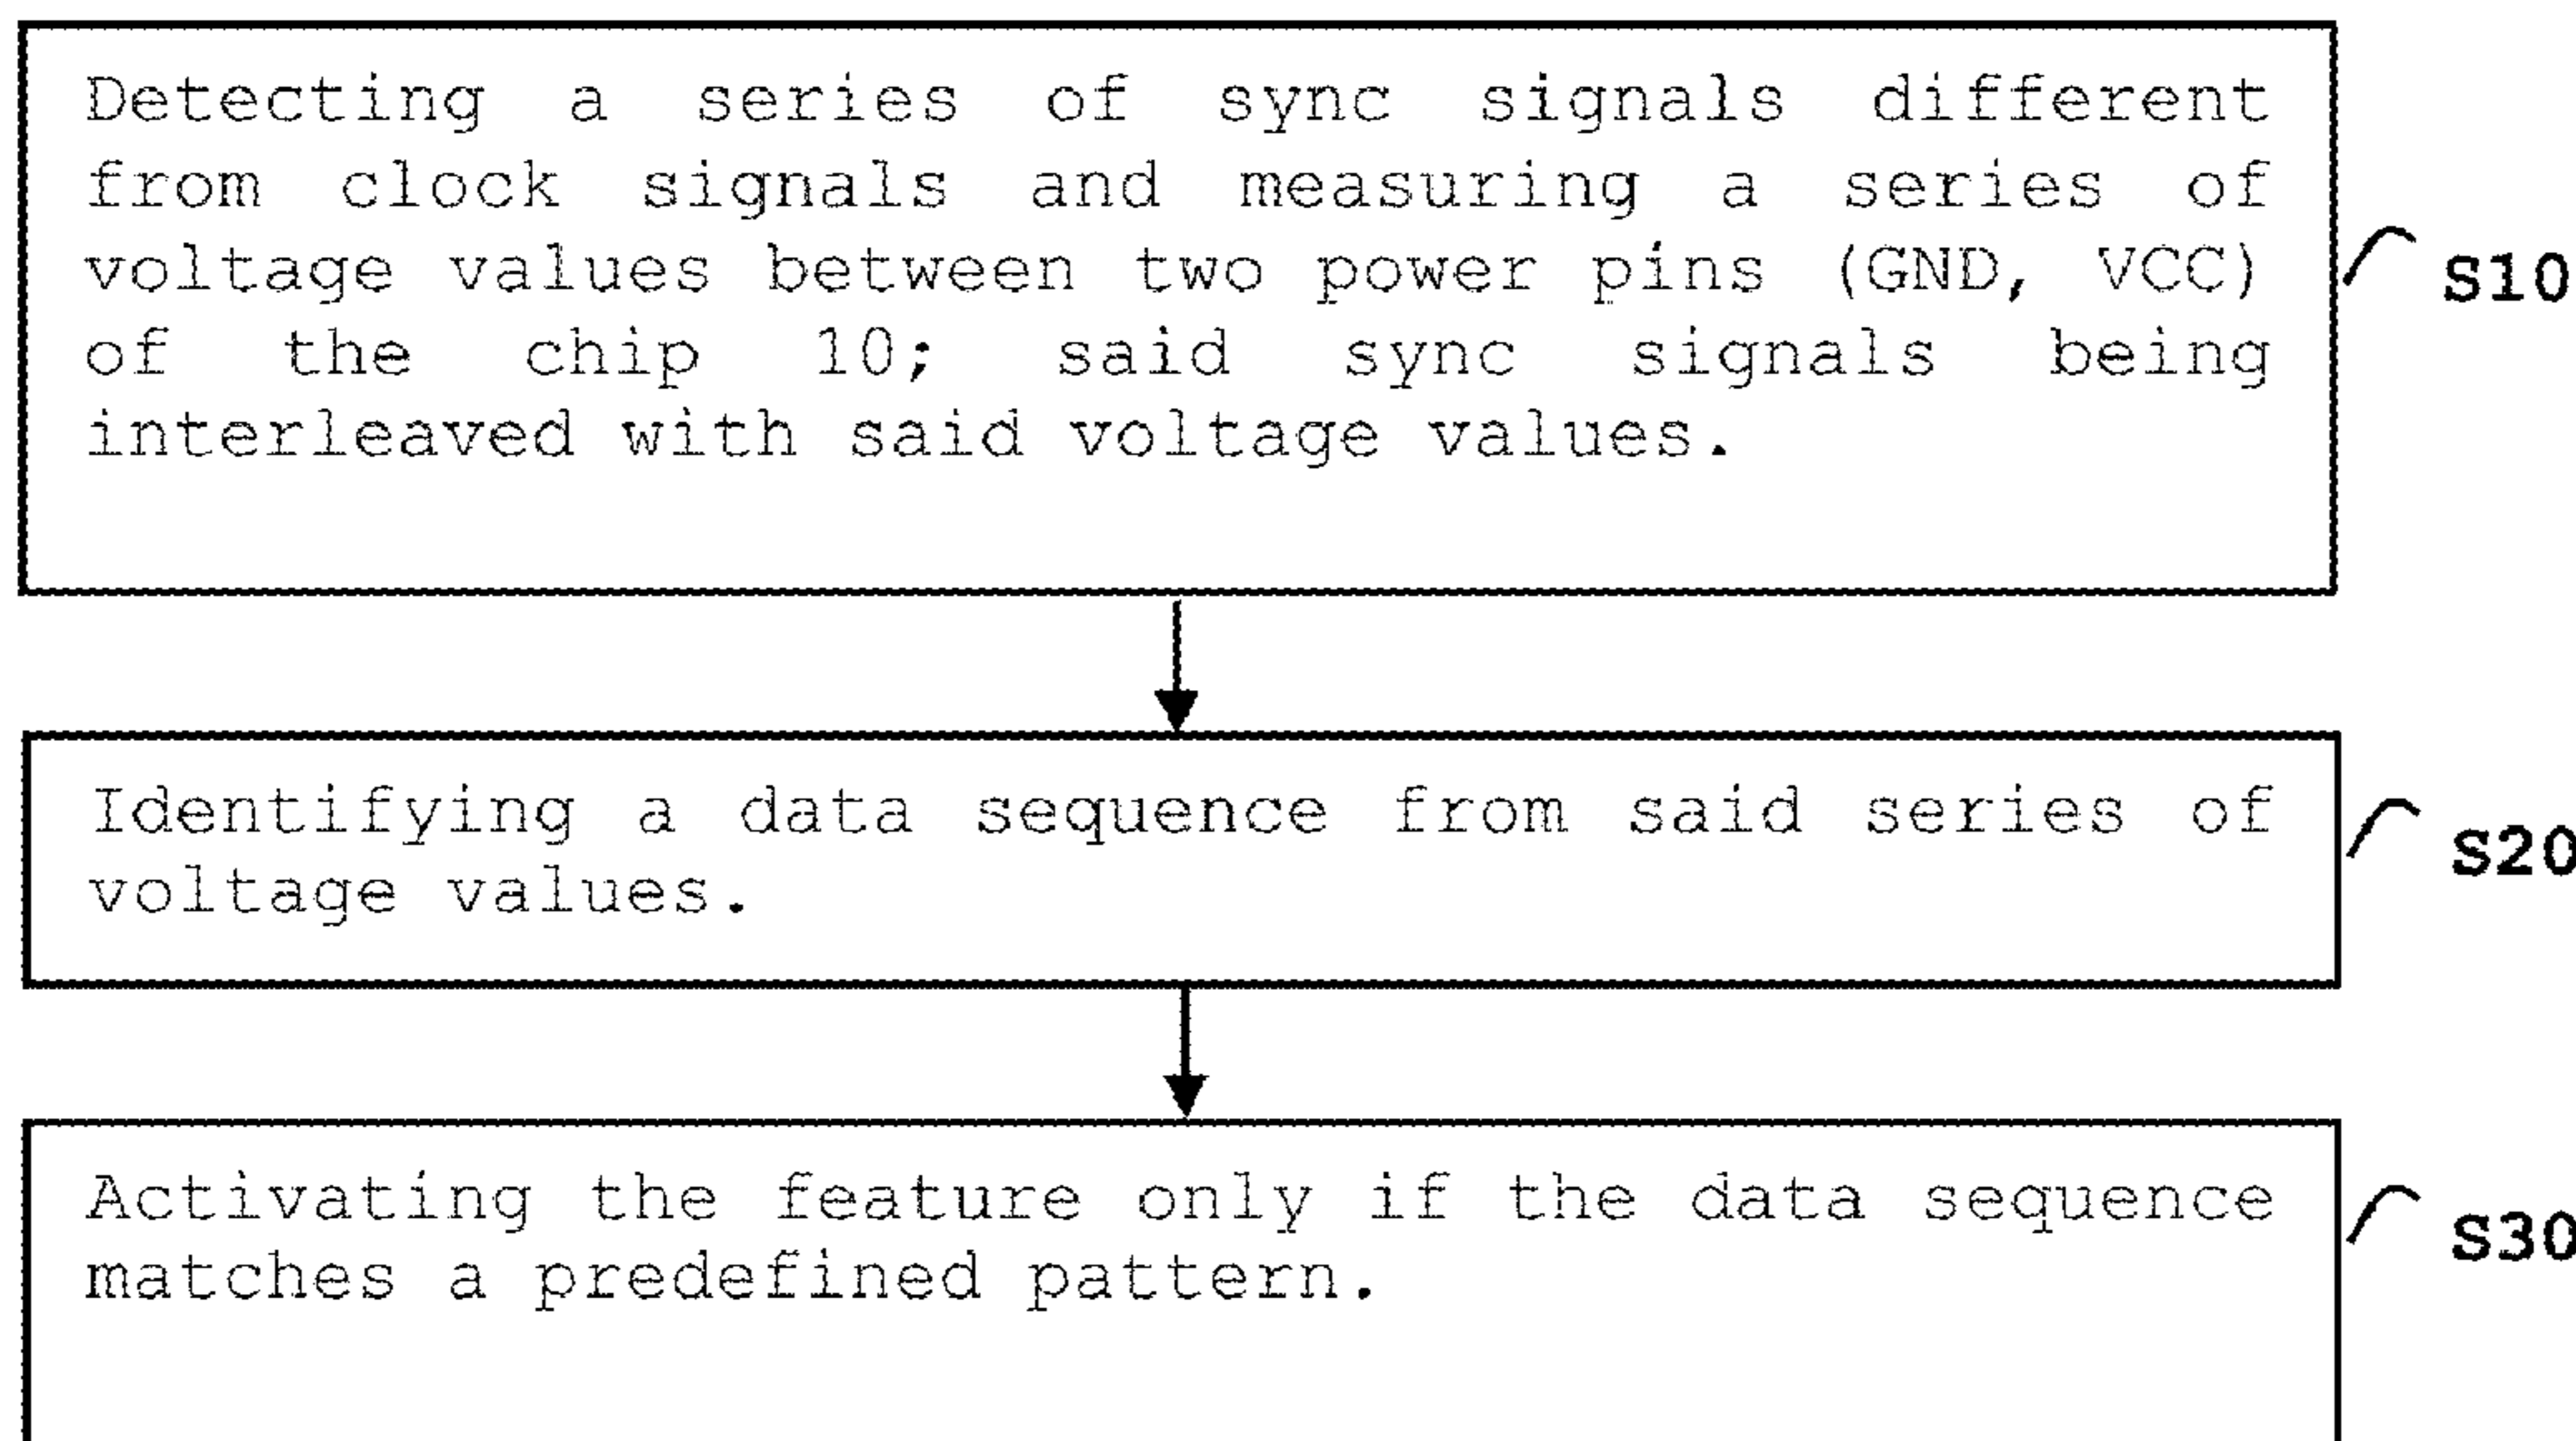 Detecting a series of sync signals different
from clock signals and measuring a series of
voltage values between two power pins (GND, VCC)
of the chip 10; said sync signals being
interleaved with said voltage values.
S10
Identifying a data sequence from said series of
voltage values.
S20
Activating the feature only if the data sequence
matches a predefined pattern.
S30